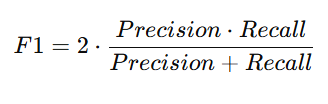 F1 = 2 · Precision · Recall / Precision + Recall